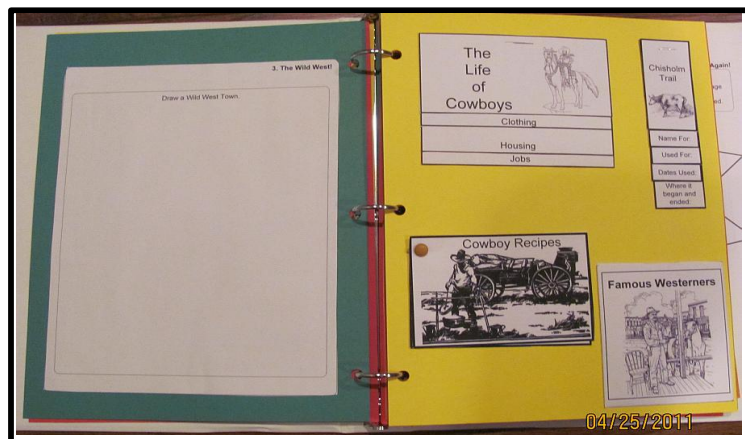 3. The Wild West!
Draw a Wild West Town.
The
Life
of
Cowboys
Clothing
Housing
Jobs
Chisholm
Trail
Name For:
Used For:
Dates Used:
Where it
began and
ended:
Again!
Cowboy Recipes
Famous Westerners
04/25/2011